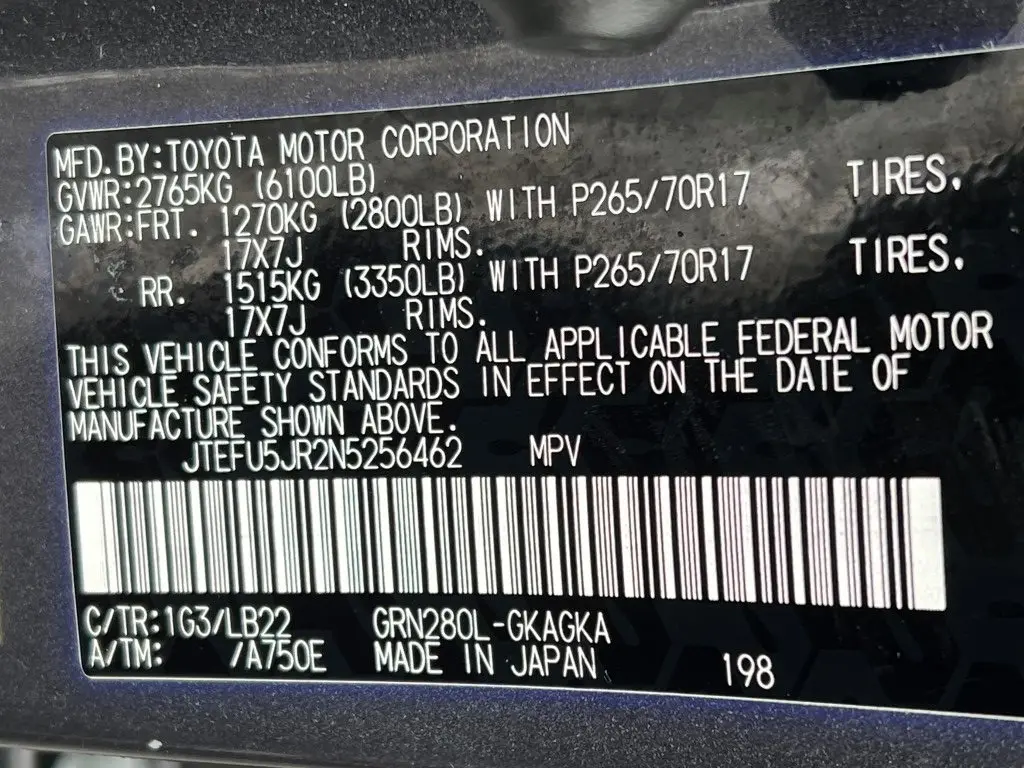 MFD.BY:TOYOTA MOTOR CORPORATION
GVWR:2765KG (6100LB)
GAWR:FRT. 1270KG (2800LB) WITH P265/70R17 TIRES.
17X7J RIMS.
RR. 1515KG (3350LB) WITH P265/70R17 TIRES.
17X7J RIMS.
THIS VEHICLE CONFORMS TO ALL APPLICABLE FEDERAL MOTOR
VEHICLE SAFETY STANDARDS IN EFFECT ON THE DATE OF
MANUFACTURE SHOWN ABOVE.
JTEFU5JR2N5256462 MPV
C/TR:1G3/LB22 GRN280L-GKAGKA
A/TM: /A750E MADE IN JAPAN 198